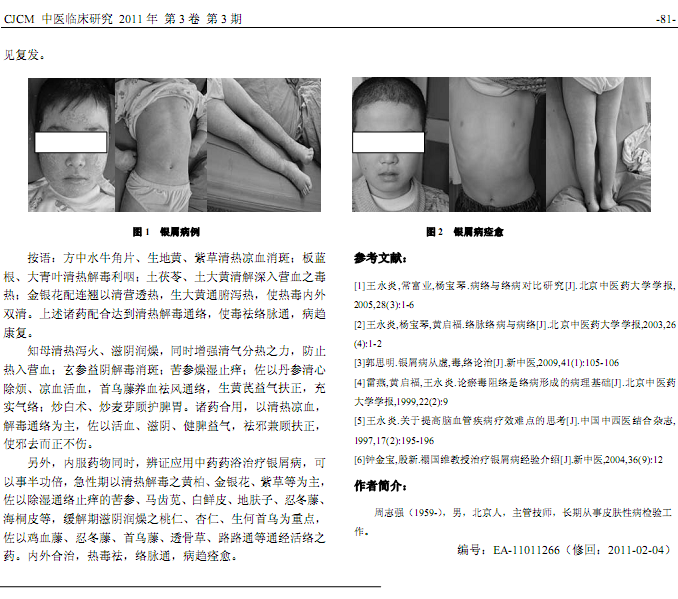 CJCM 中医临床研究 2011 年 第 3 卷 第 3 期
-81-
见复发。
图 1 银屑病例
按语：方中水牛角片、生地黄、紫草清热凉血消斑；板蓝
根、大青叶清热解毒利咽；土茯苓、土大黄清解深入营血之毒
热；金银花配连翘以清营透热，生大黄通腑泻热，使热毒内外
双清。上述诸药配合达到清热解毒通络，使毒祛络脉通，病趋
康复。
知母清热泻火、滋阴润燥，同时增强清气分热之力，防止
热入营血；玄参益阴解毒消斑；苦参燥湿止痒；佐以丹参清心
除烦、凉血活血，首乌藤养血祛风通络，生黄芪益气扶正，充
实气络；炒白术、炒麦芽顾护脾胃。诸药合用，以清热凉血，
解毒通络为主，佐以活血、滋阴、健脾益气，祛邪兼顾扶正，
使邪去而正不伤。
另外，内服药物同时，辨证应用中药药浴治疗银屑病，可
以事半功倍，急性期以清热解毒之黄柏、金银花、紫草等为主，
佐以除湿通络止痒的苦参、马齿苋、白鲜皮、地肤子、忍冬藤、
海桐皮等，缓解期滋阴润燥之桃仁、杏仁、生何首乌为重点，
佐以鸡血藤、忍冬藤、首乌藤、透骨草、路路通等通经活络之
药。内外合治，热毒祛，络脉通，病趋痊愈。
图 2 银屑病痊愈
参考文献：
[1]王永炎,常富业,杨宝琴.病络与络病对比研究[J].北京中医药大学学报,
2005,28(3):1-6
[2]王永炎,杨宝琴,黄启福.络脉络病与病络[J].北京中医药大学学报,2003,26
(4):1-2
[3]郭思明.银屑病从虚,毒,络论治[J].新中医,2009,41(1):105-106
[4]雷燕,黄启福,王永炎.论瘀毒阻络是络病形成的病理基础[J].北京中医药
大学学报,1999,22(2):9
[5]王永炎.关于提高脑血管疾病疗效难点的思考[J].中国中西医结合杂志,
1997,17(2):195-196
[6]钟金宝,殷新.禤国维教授治疗银屑病经验介绍[J].新中医,2004,36(9):12
作者简介：
周志强（1959-），男，北京人，主管技师，长期从事皮肤性病检验工
作。
编号：EA-11011266（修回：2011-02-04）